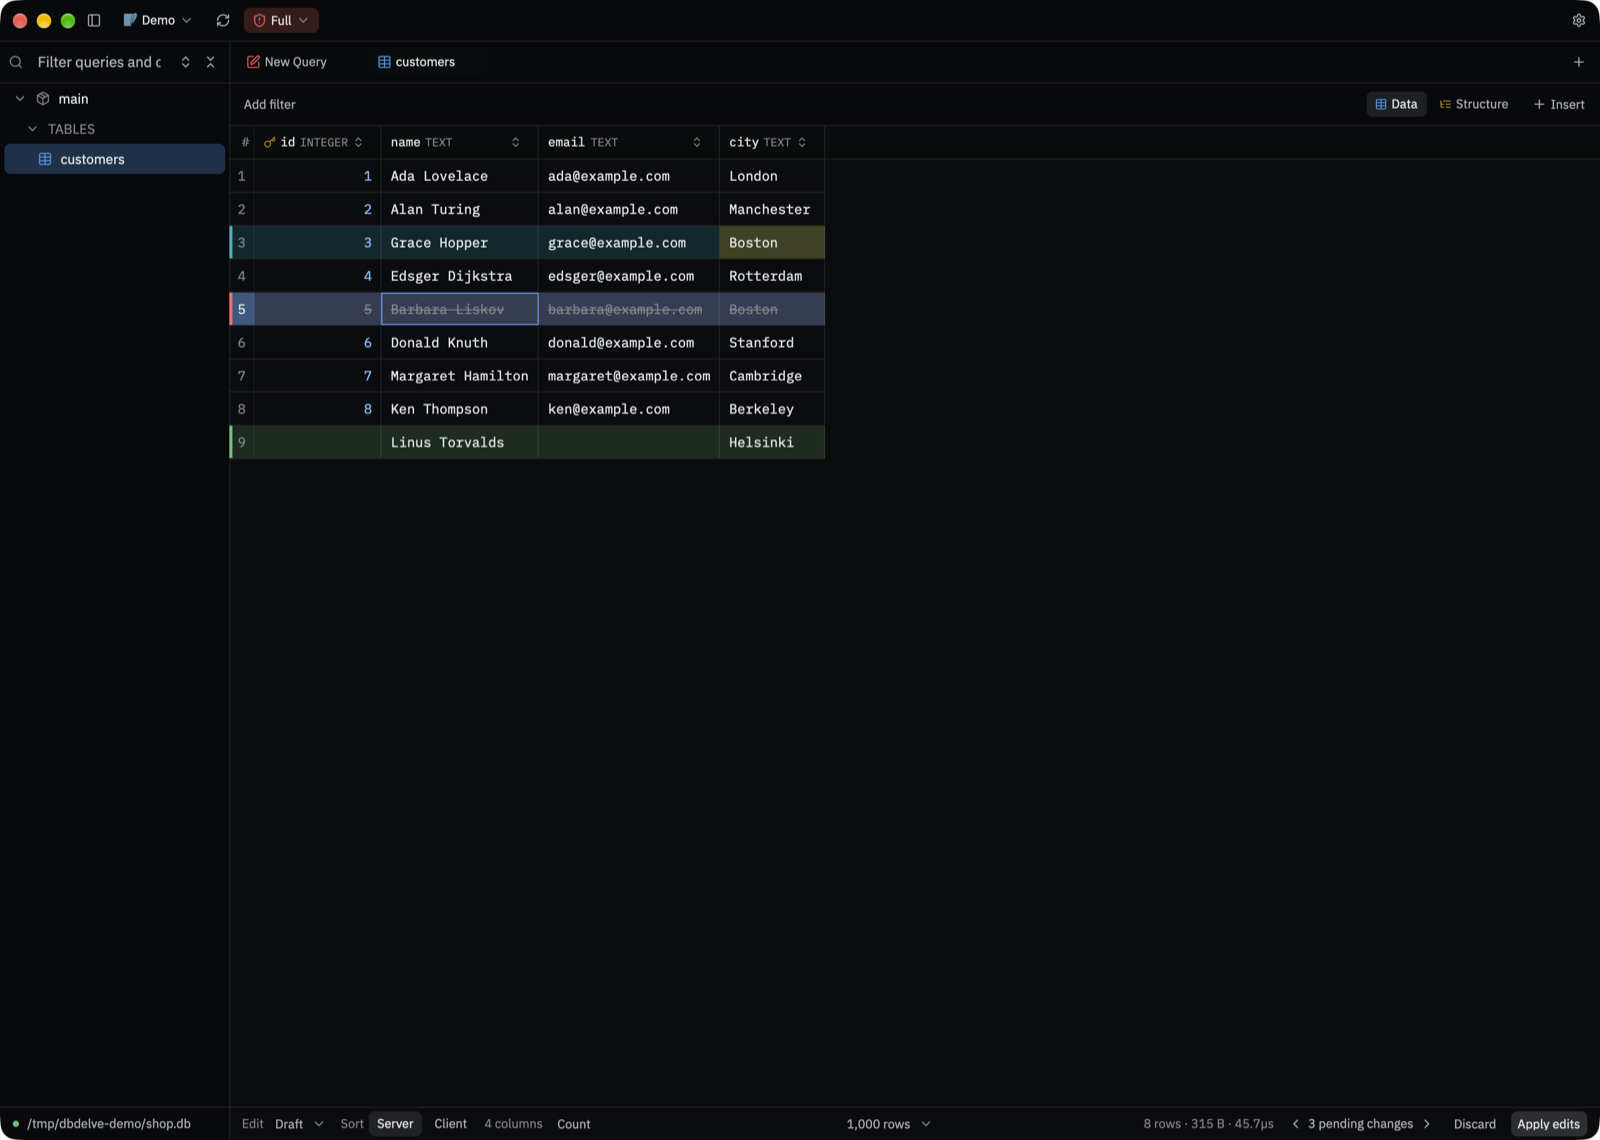 Demo Full
Filter queries and c New Query customers
main
TABLES
customers
Add filter Data Structure Insert
# id INTEGER name TEXT email TEXT city TEXT
1 1 Ada Lovelace ada@example.com London
2 2 Alan Turing alan@example.com Manchester
3 3 Grace Hopper grace@example.com Boston
4 4 Edsger Dijkstra edsger@example.com Rotterdam
5 5 Barbara Liskov barbara@example.com Boston
6 6 Donald Knuth donald@example.com Stanford
7 7 Margaret Hamilton margaret@example.com Cambridge
8 8 Ken Thompson ken@example.com Berkeley
9 Linus Torvalds Helsinki
/tmp/dbdelve-demo/shop.db Edit Draft Sort Server Client 4 columns Count 1,000 rows 8 rows · 315 B · 45.7µs 3 pending changes Discard Apply edits